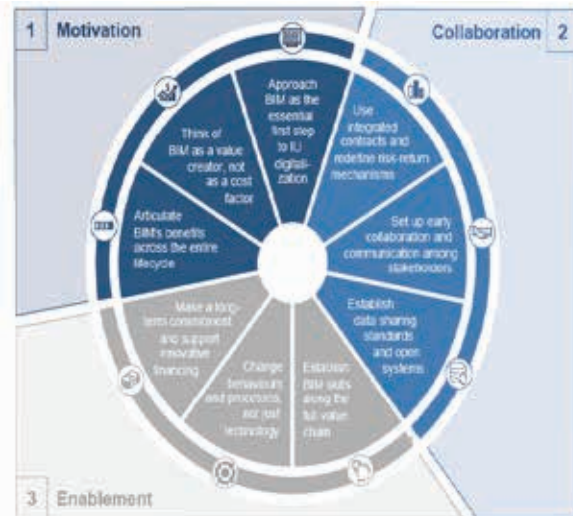 1 Motivation
Collaboration 2
Approach
BIM as the
essential
first step
to IU
digitali-
zation
Think of
BIM as a value
creator, not
as a cost
factor
Articulate
BIM's benefits
across the entire
lifecycle
Use
integrated
contracts and
redefine risk-return
mechanisms
Set up early
collaboration and
communication among
stakeholders
Establish
data sharing
standards
and open
systems
Establish
BIM skills
along the
full value
chain
Change
behaviours
and processes,
not just
technology
Make a long-
term commitment
and support
innovative
financing
3 Enablement